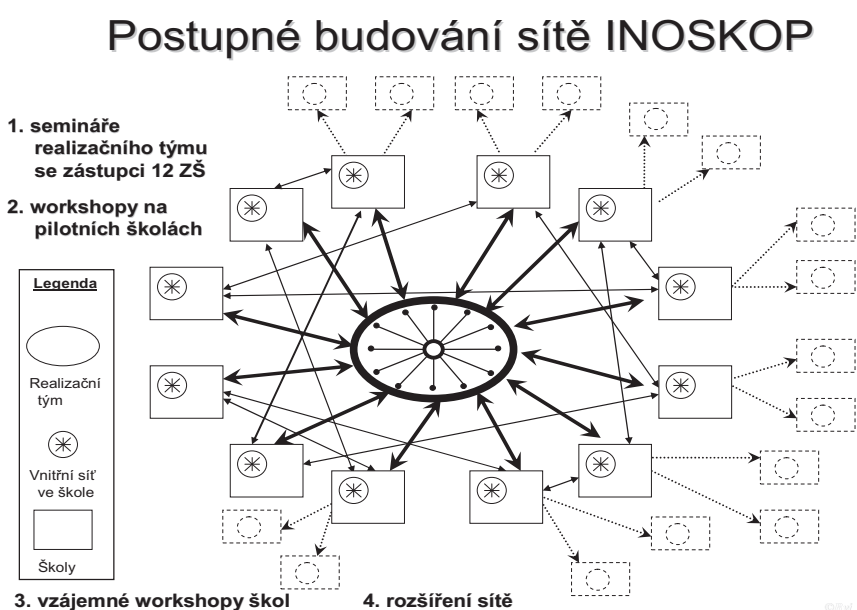 Postupné budování sítě INOSKOP
1. semináře
realizačního týmu
se zástupci 12 ZŠ
2. workshopy na
pilotních školách
Legenda
Realizační
tým
Vnitřní síť
ve škole
Školy
3. vzájemné workshopy škol
4. rozšíření sítě